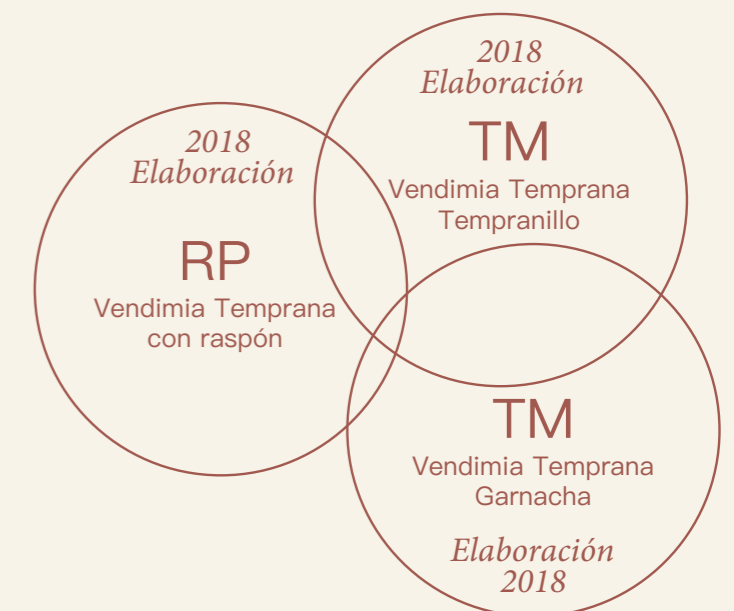 2018
Elaboración
RP
Vendimia Temprana
con raspón
2018
Elaboración
TM
Vendimia Temprana
Tempranillo
TM
Vendimia Temprana
Garnacha
Elaboración
2018